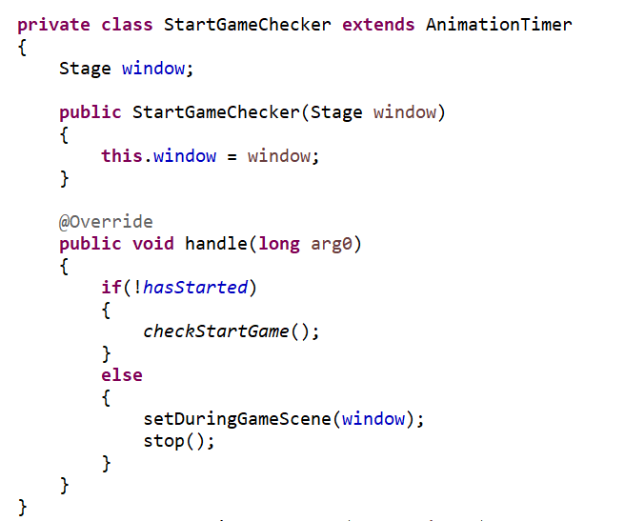 private class StartGameChecker extends AnimationTimer
{
    Stage window;

    public StartGameChecker(Stage window)
    {
        this.window = window;
    }

    @Override
    public void handle(long arg0)
    {
        if(!hasStarted)
        {
            checkStartGame();
        }
        else
        {
            setDuringGameScene(window);
            stop();
        }
    }
}